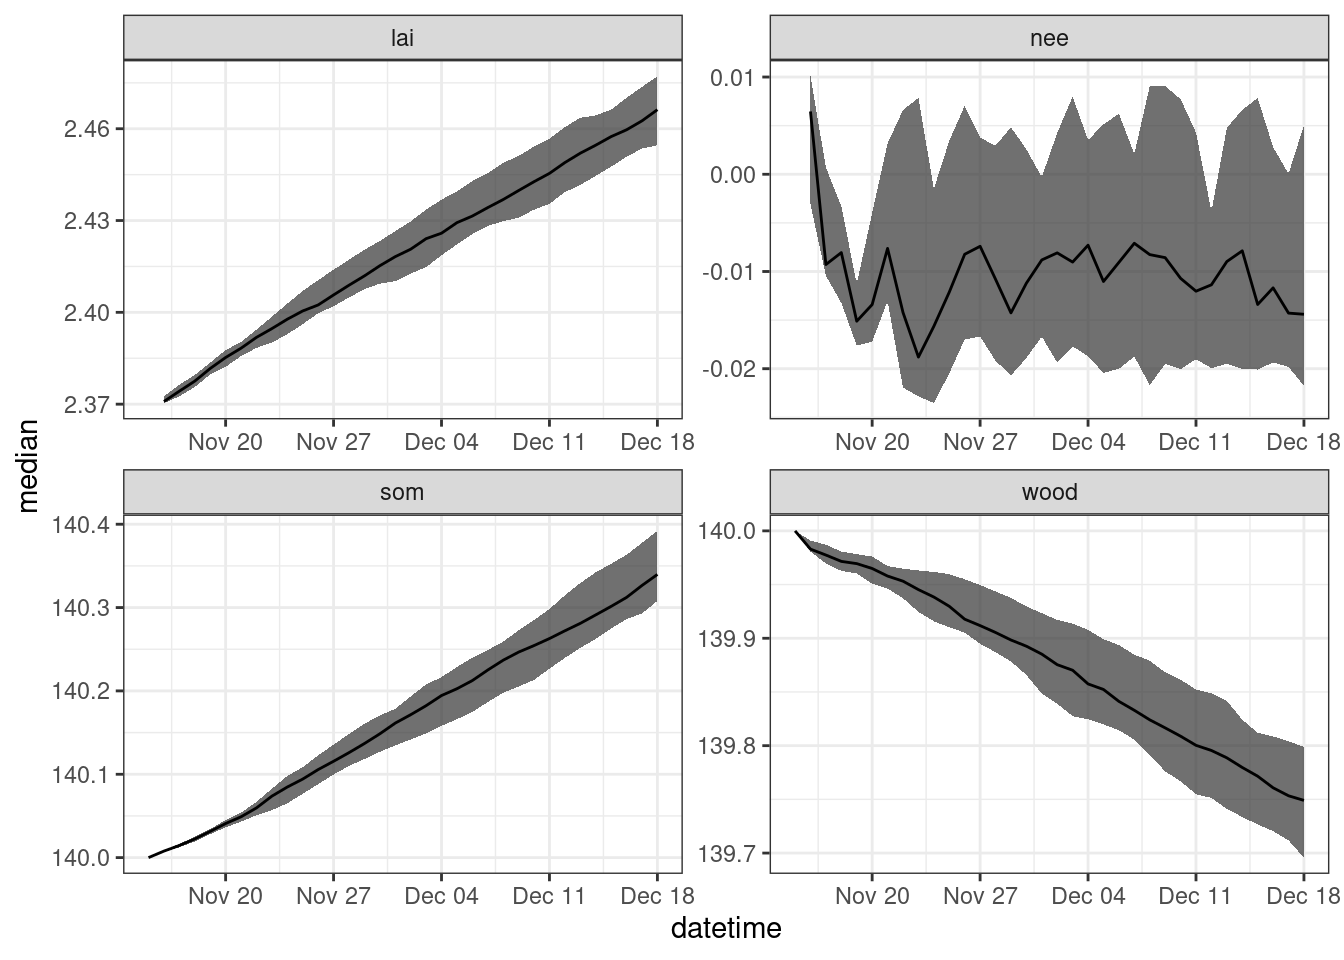 lai
nee
2.46
2.43
2.40
2.37
0.01
0.00
-0.01
-0.02
Nov 20 Nov 27 Dec 04 Dec 11 Dec 18
Nov 20 Nov 27 Dec 04 Dec 11 Dec 18
median
som
wood
140.4
140.3
140.2
140.1
140.0
140.0
139.9
139.8
139.7
Nov 20 Nov 27 Dec 04 Dec 11 Dec 18
Nov 20 Nov 27 Dec 04 Dec 11 Dec 18
datetime